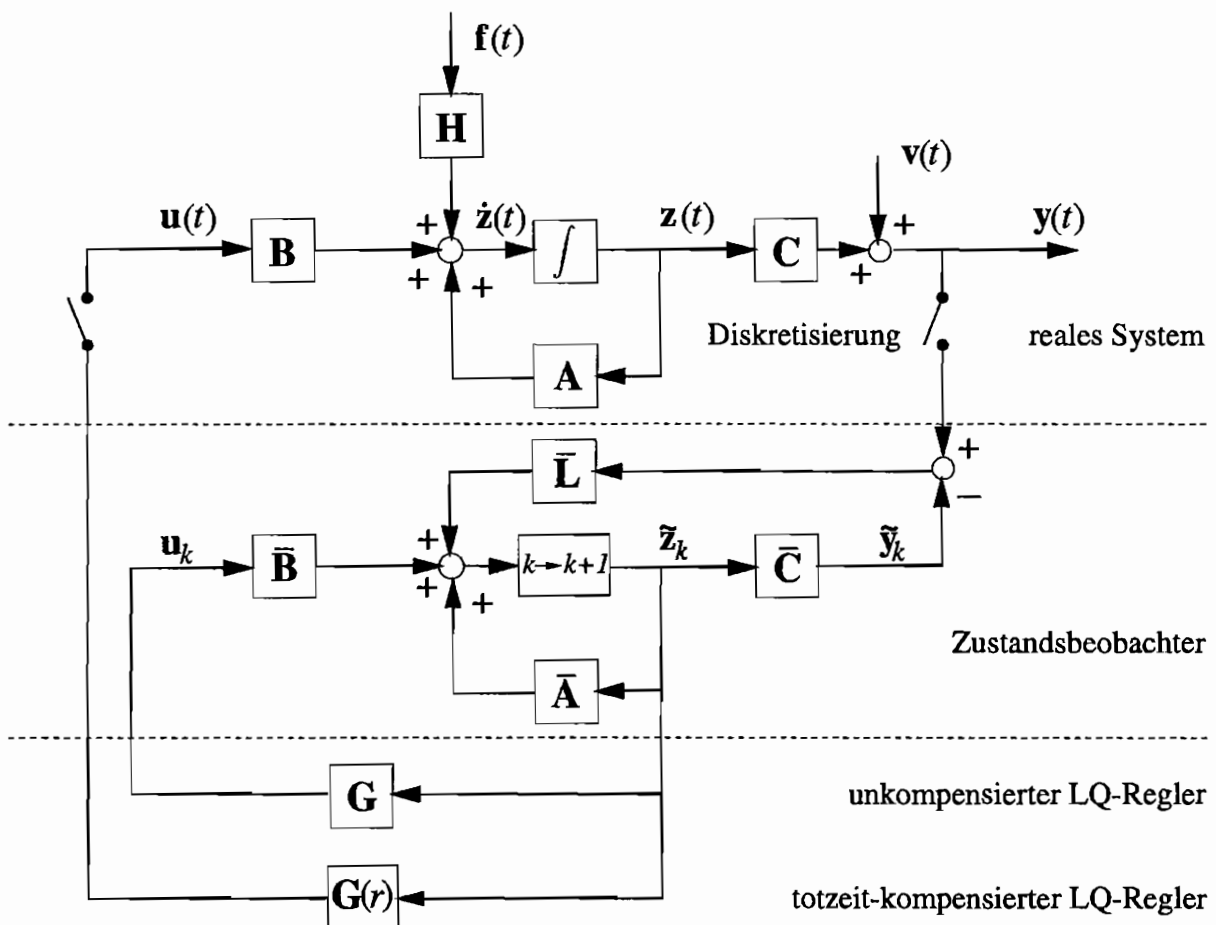 f(t)
H
v(t)
u(t)
+
ż(t)
z(t)
+
y(t)
B
∫
C
+
+
+
Diskretisierung
reales System
A
L̄
+
−
u_k
+
z̃_k
ỹ_k
B̄
k→k+1
C̄
+
+
Zustandsbeobachter
Ā
G
unkompensierter LQ-Regler
G(r)
totzeit-kompensierter LQ-Regler